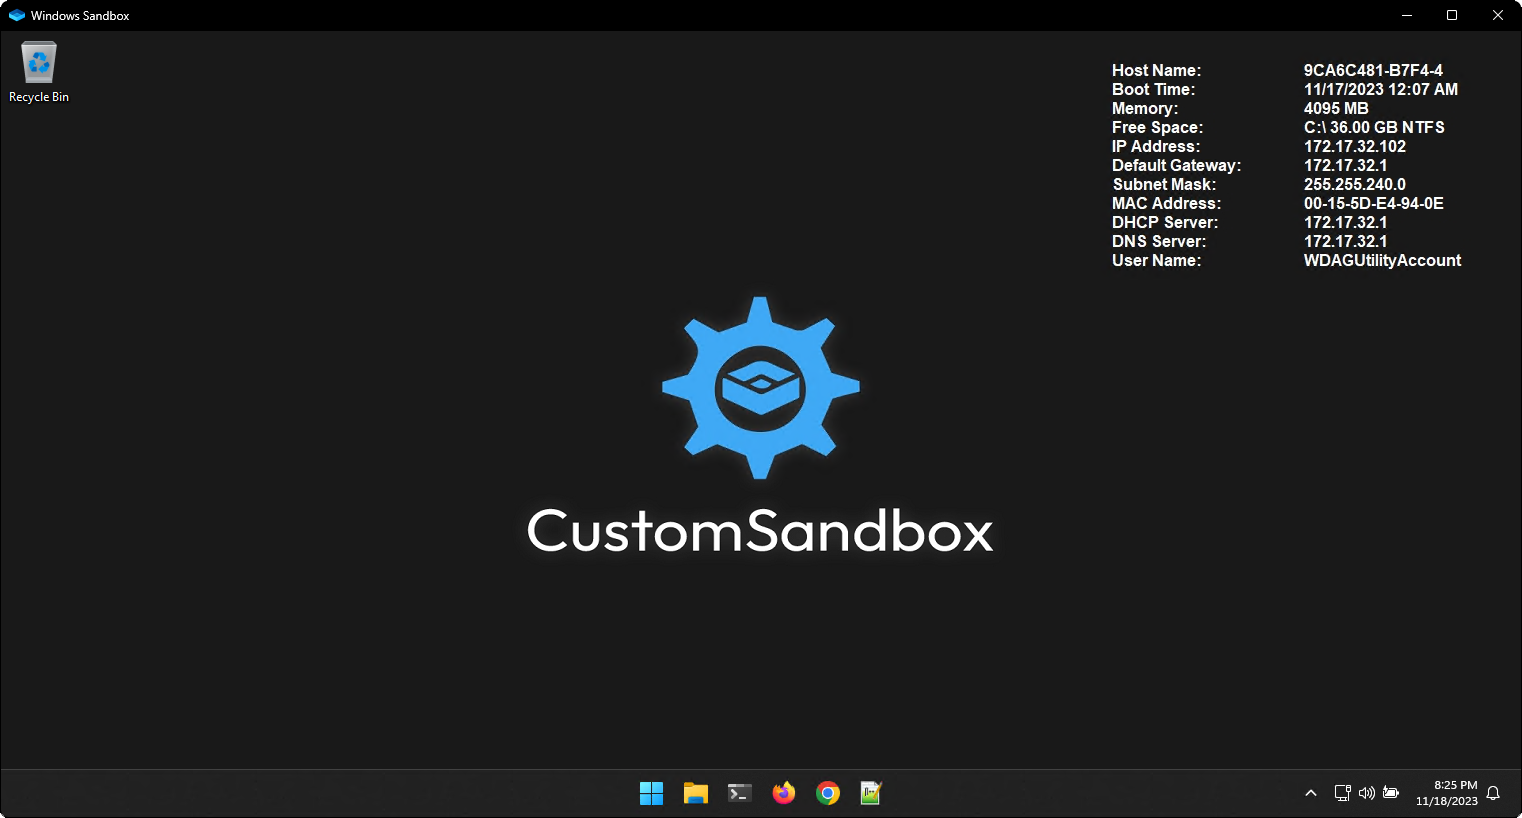 Windows Sandbox
Recycle Bin
Host Name: 9CA6C481-B7F4-4
Boot Time: 11/17/2023 12:07 AM
Memory: 4095 MB
Free Space: C:\ 36.00 GB NTFS
IP Address: 172.17.32.102
Default Gateway: 172.17.32.1
Subnet Mask: 255.255.240.0
MAC Address: 00-15-5D-E4-94-0E
DHCP Server: 172.17.32.1
DNS Server: 172.17.32.1
User Name: WDAGUtilityAccount
CustomSandbox
8:25 PM
11/18/2023